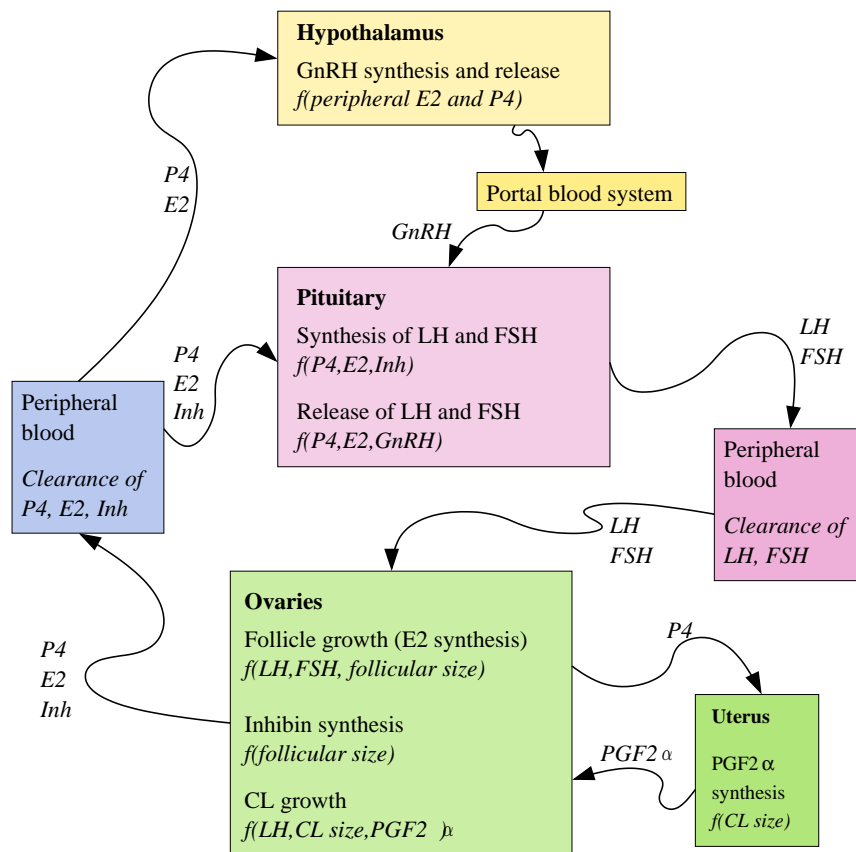 Hypothalamus
GnRH synthesis and release
f(peripheral E2 and P4)
P4
E2
Portal blood system
GnRH
Pituitary
Synthesis of LH and FSH
f(P4,E2,Inh)
Release of LH and FSH
f(P4,E2,GnRH)
P4
E2
Inh
LH
FSH
Peripheral
blood
Clearance of
P4, E2, Inh
Peripheral
blood
Clearance of
LH, FSH
LH
FSH
Ovaries
Follicle growth (E2 synthesis)
f(LH,FSH, follicular size)
Inhibin synthesis
f(follicular size)
CL growth
f(LH,CL size,PGF2 )α
P4
E2
Inh
P4
Uterus
PGF2 α
synthesis
f(CL size)
PGF2 α